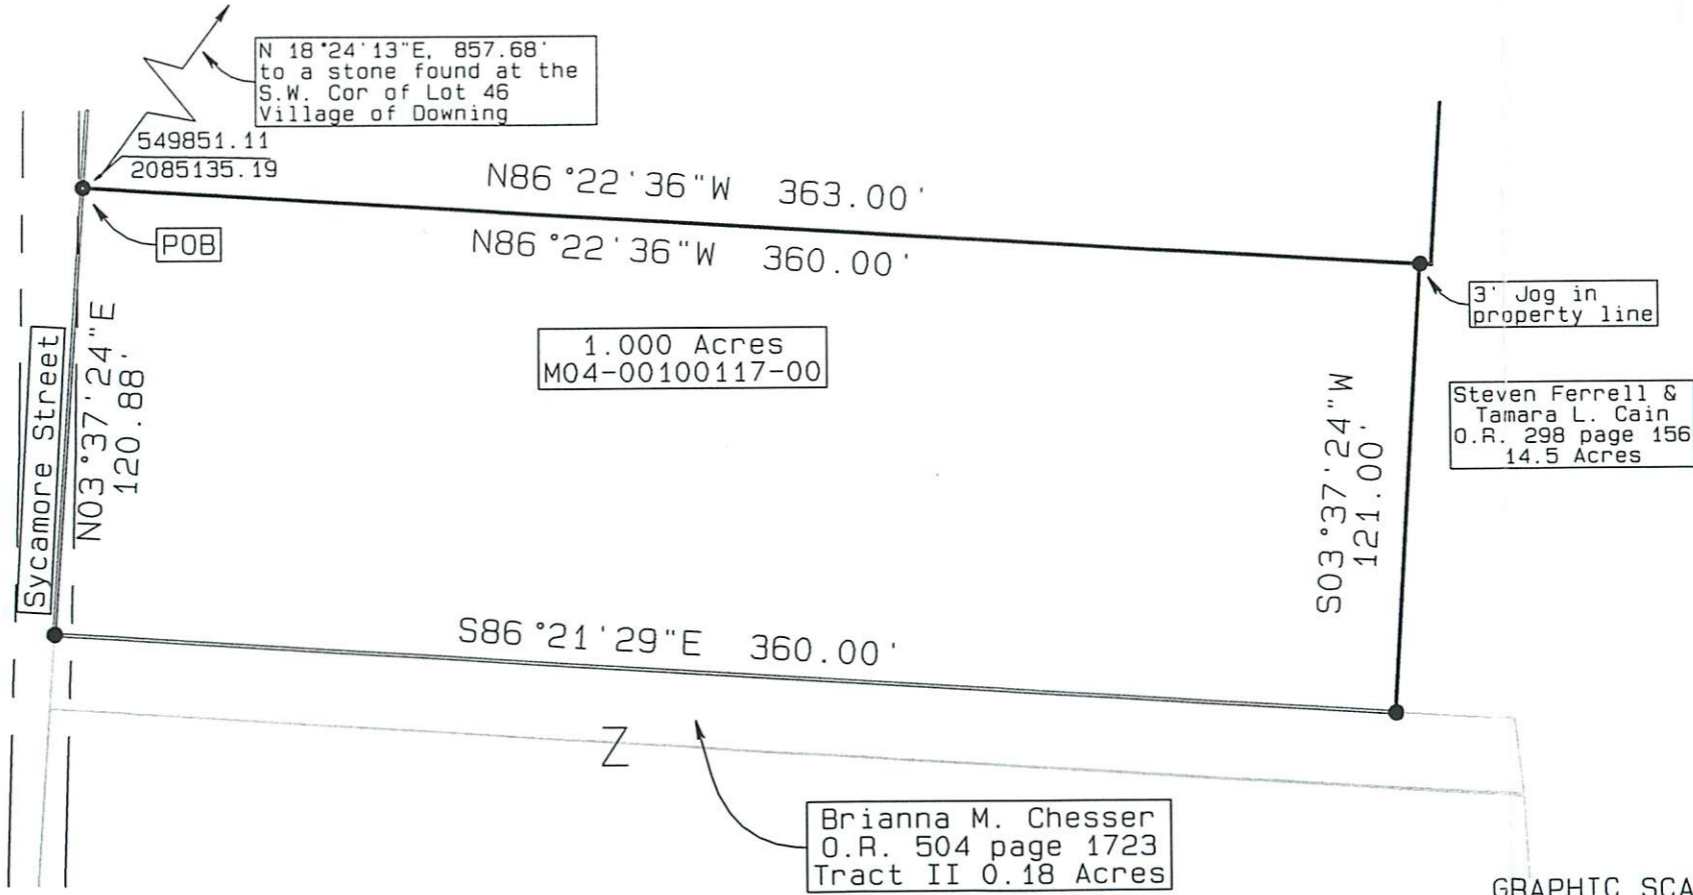 N 18°24'13"E, 857.68'
to a stone found at the
S.W. Cor of Lot 46
Village of Downing
549851.11
2085135.19
N86°22'36"W 363.00'
N86°22'36"W 360.00'
POB
3' Jog in
property line
Sycamore Street
N03°37'24"E
120.88'
1.000 Acres
M04-00100117-00
S03°37'24"W
121.00'
Steven Ferrell &
Tamara L. Cain
O.R. 298 page 156
14.5 Acres
S86°21'29"E 360.00'
Z
Brianna M. Chesser
O.R. 504 page 1723
Tract II 0.18 Acres
GRAPHIC SCA